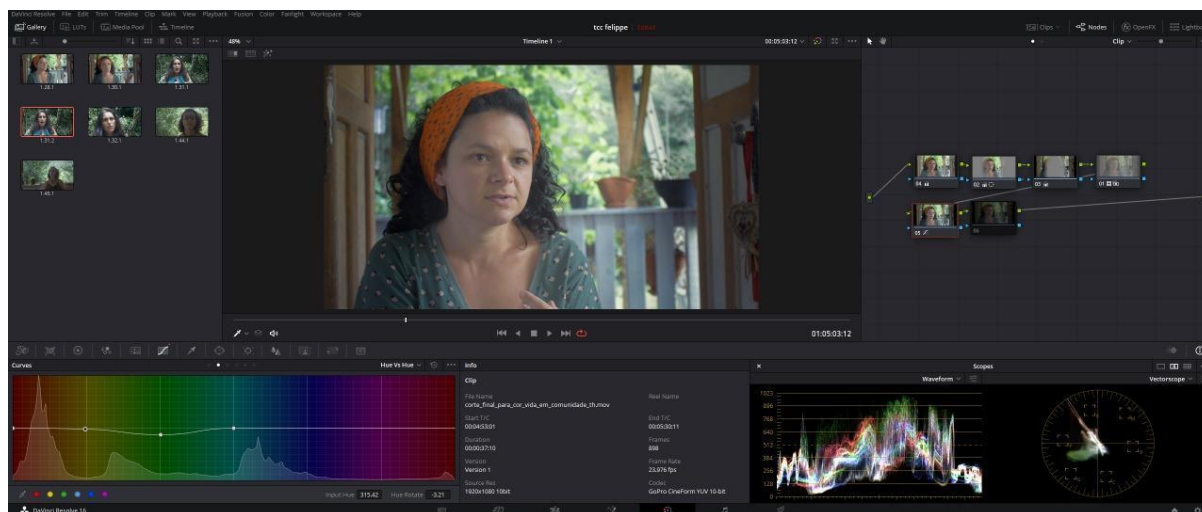 DaVinci Resolve File Edit Trim Timeline Clip Mark View Playback Fusion Color Fairlight Workspace Help
Gallery LUTs Media Pool Timeline
tcc felippe
Clips Nodes OpenFX Lightbox
48%
Timeline 1
00:05:03:12
Clip
1.28.1 1.30.1 1.31.1
1.31.2 1.32.1 1.44.1
04 02 03 01
05
01:05:03:12
Curves
Hue Vs Hue
Input Hue 315.42 Hue Rotate -3.21
Info
Clip
File Name
corte_final_para_cor_vida_em_comunidade_th.mov
Reel Name
Start T/C
00:04:53:01
End T/C
00:05:30:11
Duration
00:00:37:10
Frames
898
Version
Version 1
Frame Rate
23.976 fps
Source Res
1920x1080 10bit
Codec
GoPro CineForm YUV 10-bit
Scopes
Waveform
Vectorscope
1023
896
768
640
512
384
256
128
0
DaVinci Resolve 16